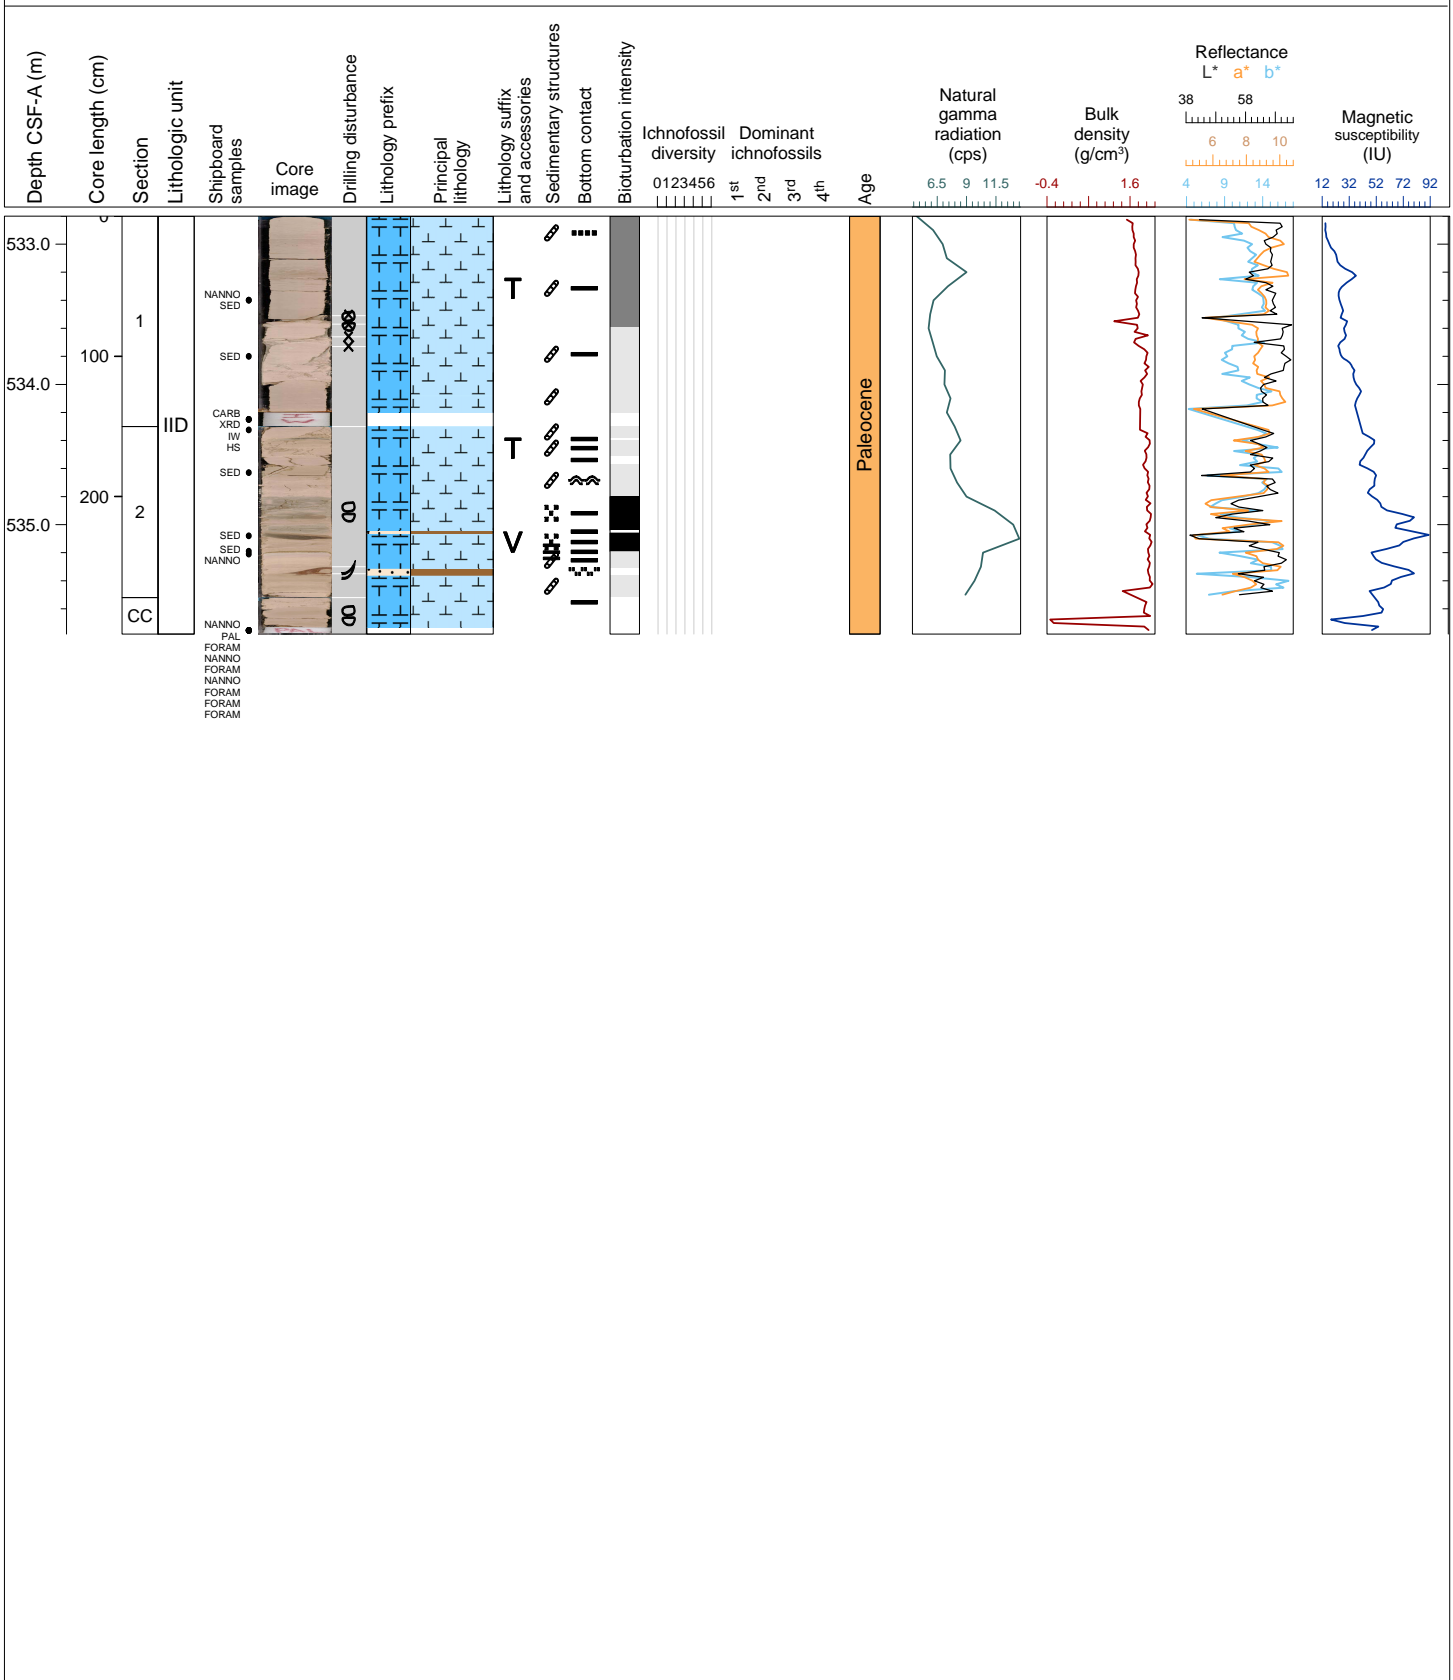 Depth CSF-A (m)
Core length (cm)
Section
Lithologic unit
Shipboard
samples
Core
image
Drilling disturbance
Lithology prefix
Principal
lithology
Lithology suffix
and accessories
Sedimentary structures
Bottom contact
Bioturbation intensity
Ichnofossil
diversity
0123456
Dominant
ichnofossils
1st
2nd
3rd
4th
Age
Natural
gamma
radiation
(cps)
6.5 9 11.5
Bulk
density
(g/cm³)
-0.4 1.6
Reflectance
L* a* b*
38 58
6 8 10
4 9 14
Magnetic
susceptibility
(IU)
12 32 52 72 92
533.0
534.0
535.0
0
100
200
1
2
CC
IID
NANNO
SED
SED
CARB
XRD
IW
HS
SED
SED
SED
NANNO
NANNO
PAL
FORAM
NANNO
FORAM
NANNO
FORAM
FORAM
FORAM
T
T
V
Paleocene